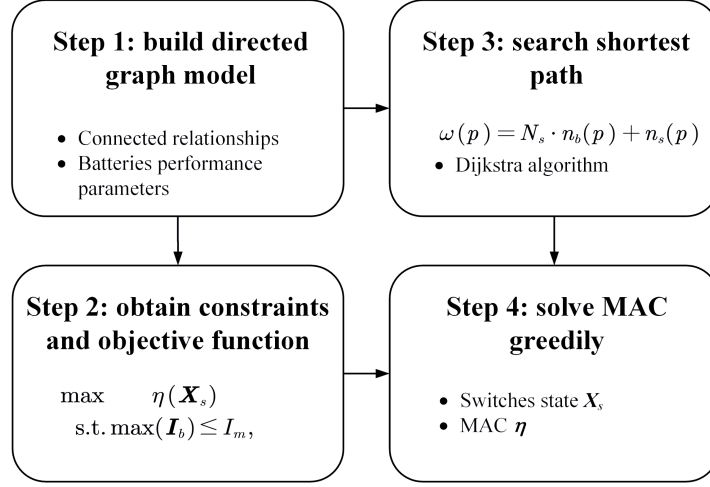 Step 1: build directed
graph model
• Connected relationships
• Batteries performance
parameters
Step 3: search shortest
path
ω(p) = N_s · n_b(p) + n_s(p)
• Dijkstra algorithm
Step 2: obtain constraints
and objective function
max η(X_s)
s.t. max(I_b) ≤ I_m,
Step 4: solve MAC
greedily
• Switches state X_s
• MAC η